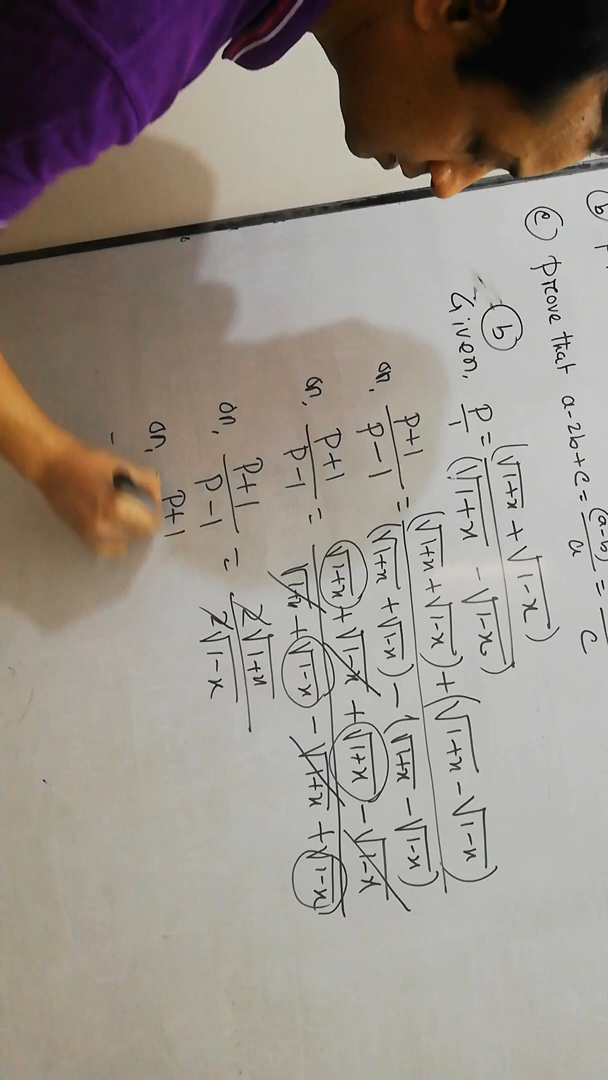 (b) P
(c) prove that a-2b+c = (a-b)/a = /c
(b)
Given, P/1 = (√1+x + √1-x)/(√1+x - √1-x)
or, P+1/P-1 = (√1+x + √1-x) + (√1+x - √1-x)/(√1+x + √1-x) - (√1+x - √1-x)
or, P+1/P-1 = √1+x + √1-x + √1+x - √1-x/√1+x + √1-x - √1+x + √1-x
or, P+1/P-1 = 2√1+x/2√1-x
or, P+1